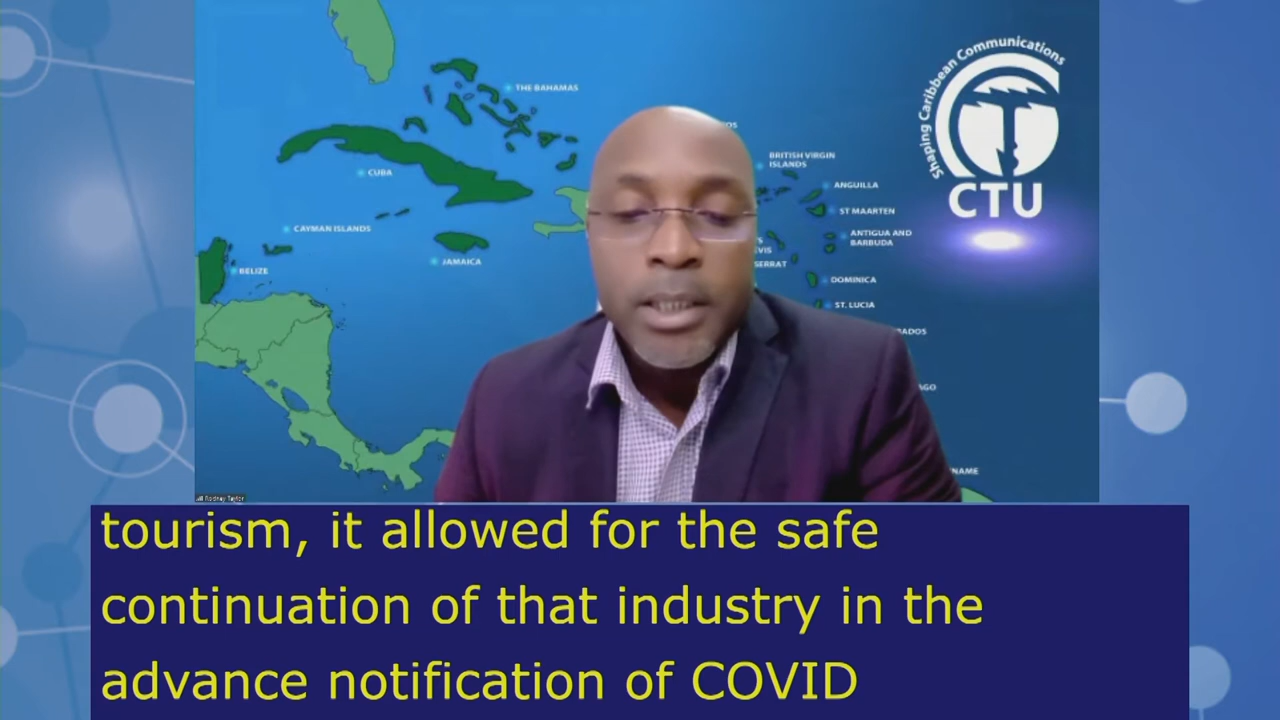 Shaping Caribbean Communications
CTU
THE BAHAMAS
BRITISH VIRGIN
ISLANDS
CUBA
ANGUILLA
ST MAARTEN
CAYMAN ISLANDS
ANTIGUA AND
BARBUDA
JAMAICA
BELIZE
DOMINICA
ST. LUCIA
Rodney Taylor
tourism, it allowed for the safe
continuation of that industry in the
advance notification of COVID